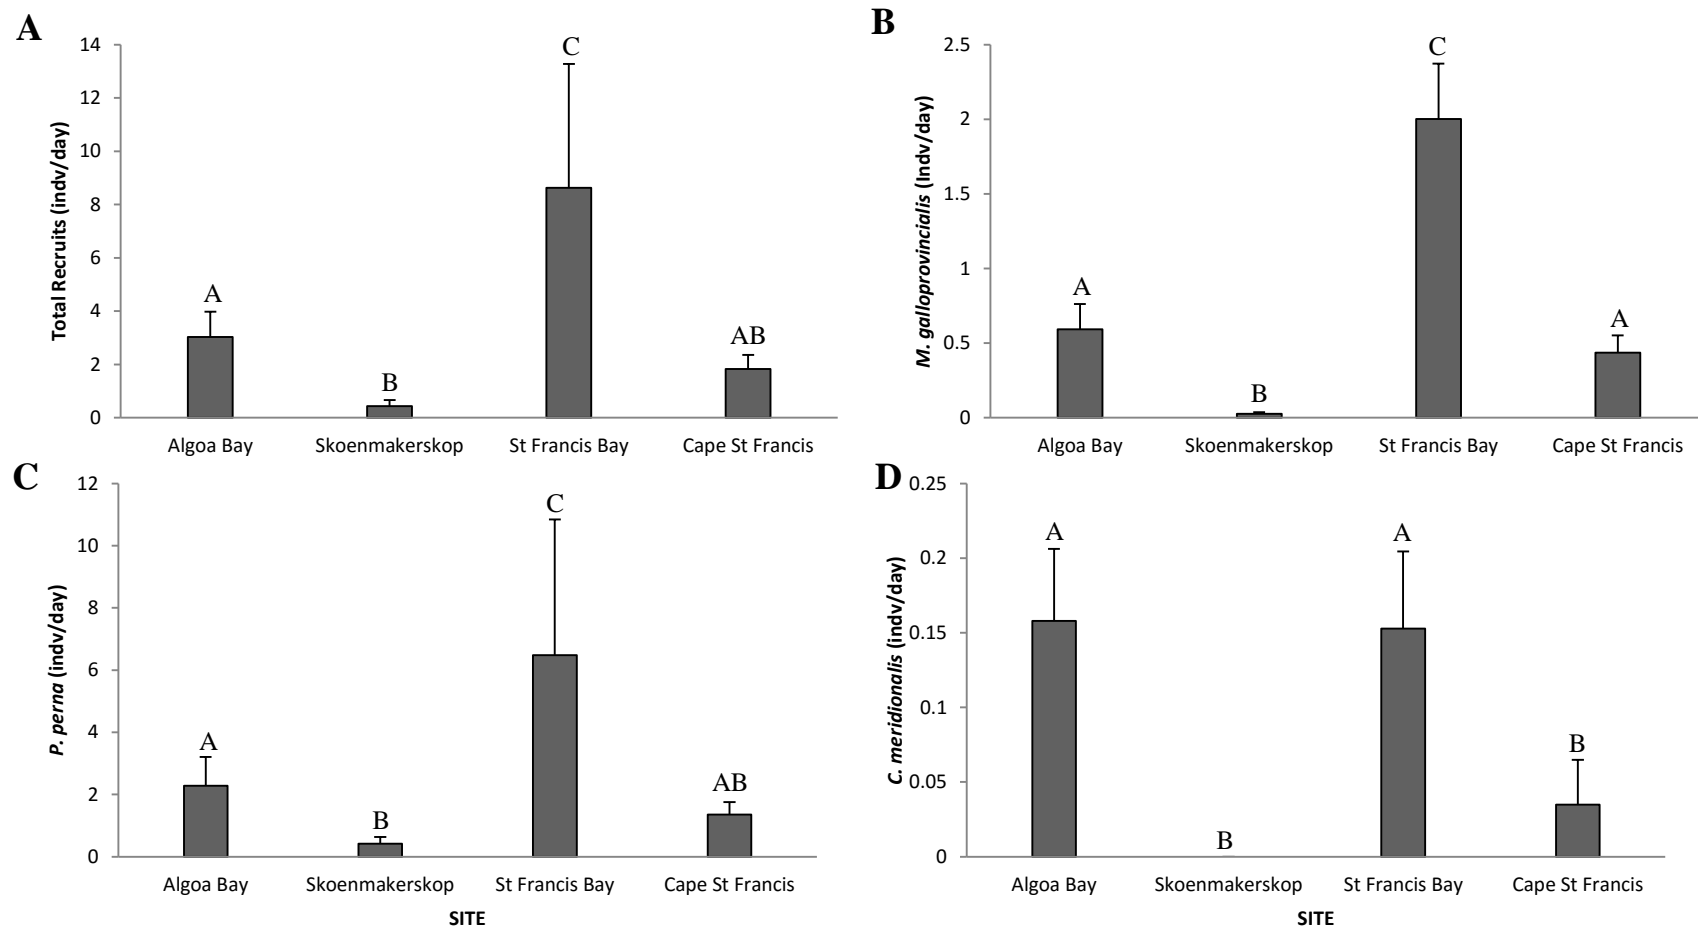 A
Total Recruits (indv/day)
14
12
10
8
6
4
2
0
A
B
C
AB
Algoa Bay Skoenmakerskop St Francis Bay Cape St Francis
B
M. galloprovincialis (Indv/day)
2.5
2
1.5
1
0.5
0
A
B
C
A
Algoa Bay Skoenmakerskop St Francis Bay Cape St Francis
C
P. perna (indv/day)
12
10
8
6
4
2
0
A
B
C
AB
Algoa Bay Skoenmakerskop St Francis Bay Cape St Francis
SITE
D
C. meridionalis (indv/day)
0.25
0.2
0.15
0.1
0.05
0
A
B
A
B
Algoa Bay Skoenmakerskop St Francis Bay Cape St Francis
SITE